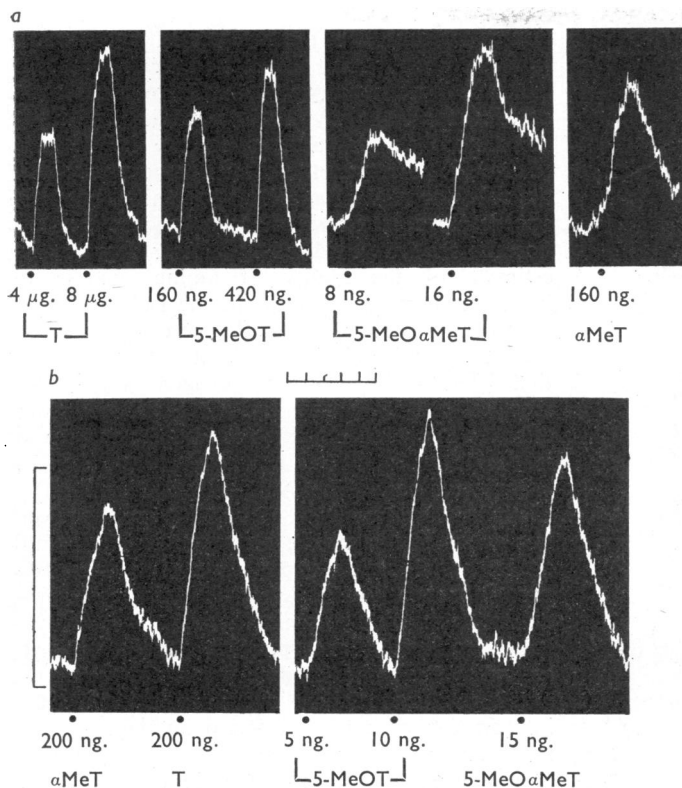 a
4 μg. 8 μg. 160 ng. 420 ng. 8 ng. 16 ng. 160 ng.
T 5-MeOT 5-MeO αMeT αMeT
b
200 ng. 200 ng. 5 ng. 10 ng. 15 ng.
αMeT T 5-MeOT 5-MeO αMeT